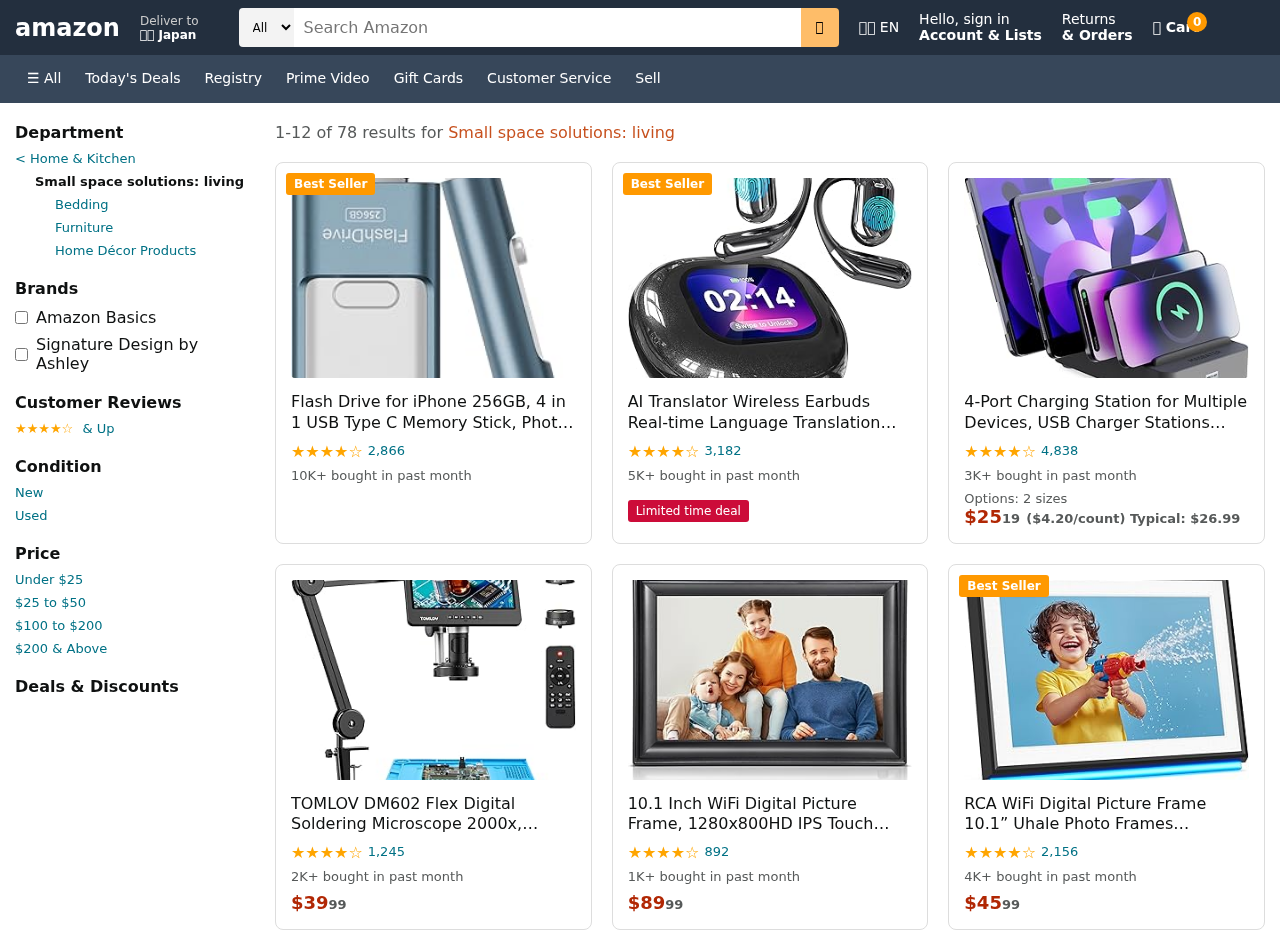 amazon
Deliver to
Japan
All
Search Amazon
EN
Hello, sign in
Account & Lists
Returns
& Orders
0
☰ All
Today's Deals
Registry
Prime Video
Gift Cards
Customer Service
Sell
Department
< Home & Kitchen
Small space solutions: living
Bedding
Furniture
Home Décor Products
Brands
Amazon Basics
Signature Design by
Ashley
Customer Reviews
★★★★☆ & Up
Condition
New
Used
Price
Under $25
$25 to $50
$100 to $200
$200 & Above
Deals & Discounts
1-12 of 78 results for Small space solutions: living
Best Seller
256GB
FlashDrive
Flash Drive for iPhone 256GB, 4 in
1 USB Type C Memory Stick, Phot…
★★★★☆ 2,866
10K+ bought in past month
Best Seller
02:14
Swipe to Unlock
AI Translator Wireless Earbuds
Real-time Language Translation…
★★★★☆ 3,182
5K+ bought in past month
Limited time deal
4-Port Charging Station for Multiple
Devices, USB Charger Stations…
★★★★☆ 4,838
3K+ bought in past month
Options: 2 sizes
$25 19 ($4.20/count) Typical: $26.99
TOMLOV
TOMLOV DM602 Flex Digital
Soldering Microscope 2000x,…
★★★★☆ 1,245
2K+ bought in past month
$39 99
10.1 Inch WiFi Digital Picture
Frame, 1280x800HD IPS Touch…
★★★★☆ 892
1K+ bought in past month
$89 99
Best Seller
RCA WiFi Digital Picture Frame
10.1” Uhale Photo Frames…
★★★★☆ 2,156
4K+ bought in past month
$45 99